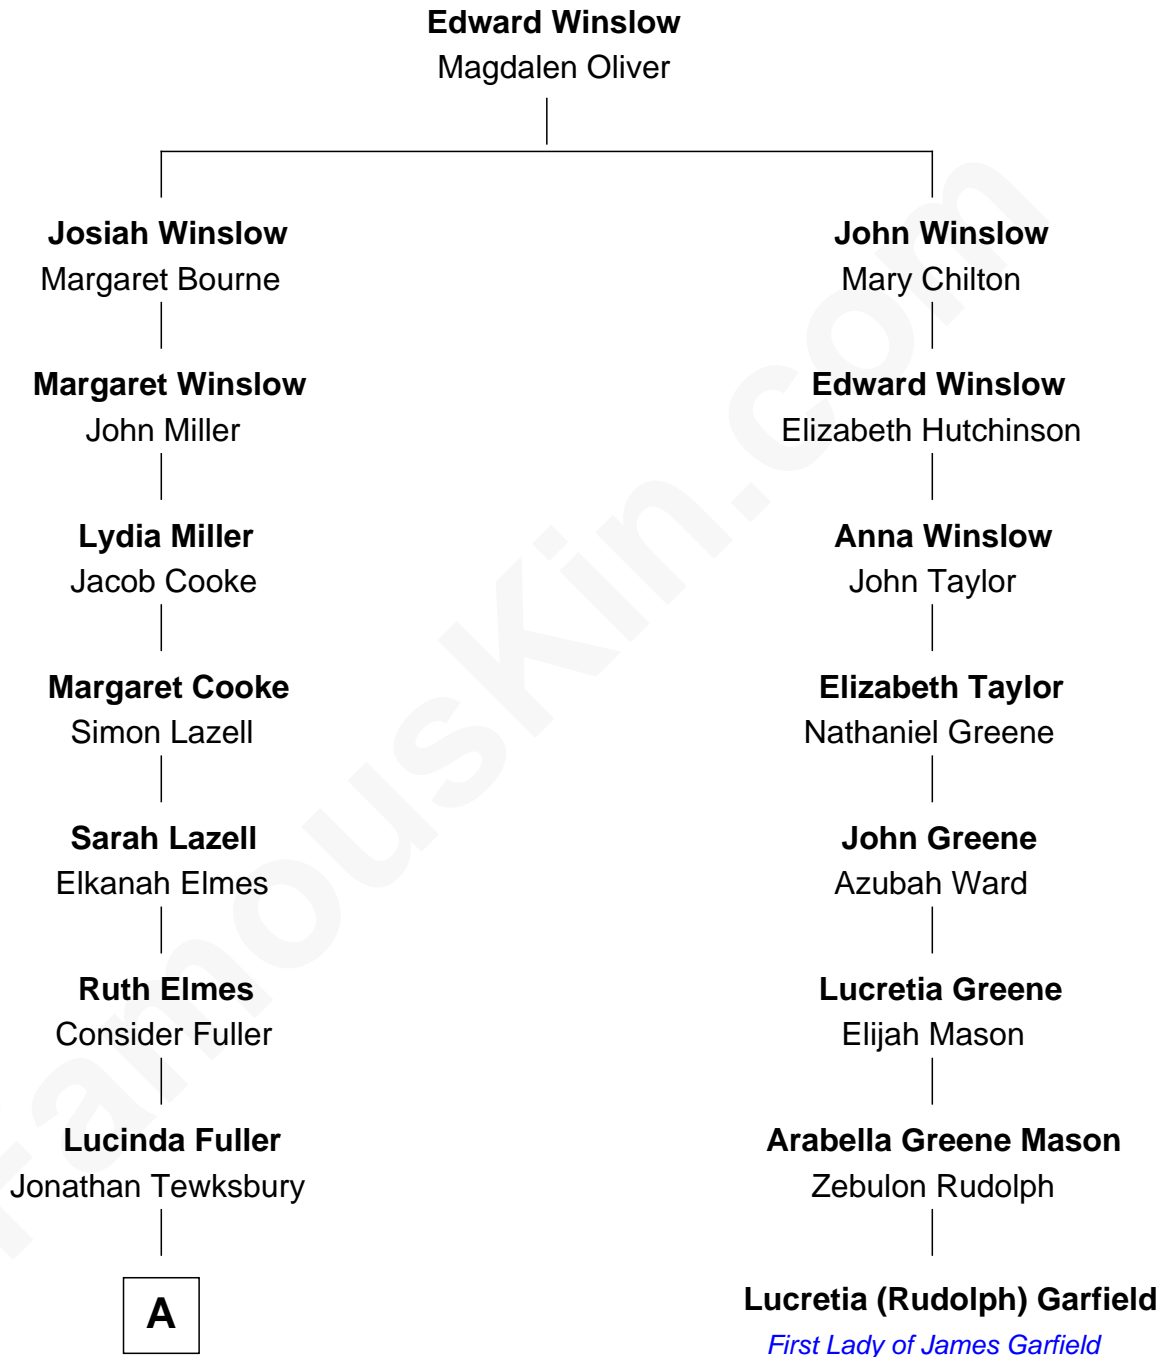 Edward Winslow
Magdalen Oliver
Josiah Winslow John Winslow
Margaret Bourne Mary Chilton
Margaret Winslow Edward Winslow
John Miller Elizabeth Hutchinson
Lydia Miller Anna Winslow
Jacob Cooke John Taylor
Margaret Cooke Elizabeth Taylor
Simon Lazell Nathaniel Greene
Sarah Lazell John Greene
Elkanah Elmes Azubah Ward
Ruth Elmes Lucretia Greene
Consider Fuller Elijah Mason
Lucinda Fuller Arabella Greene Mason
Jonathan Tewksbury Zebulon Rudolph
A Lucretia (Rudolph) Garfield
First Lady of James Garfield
FamousKin.com